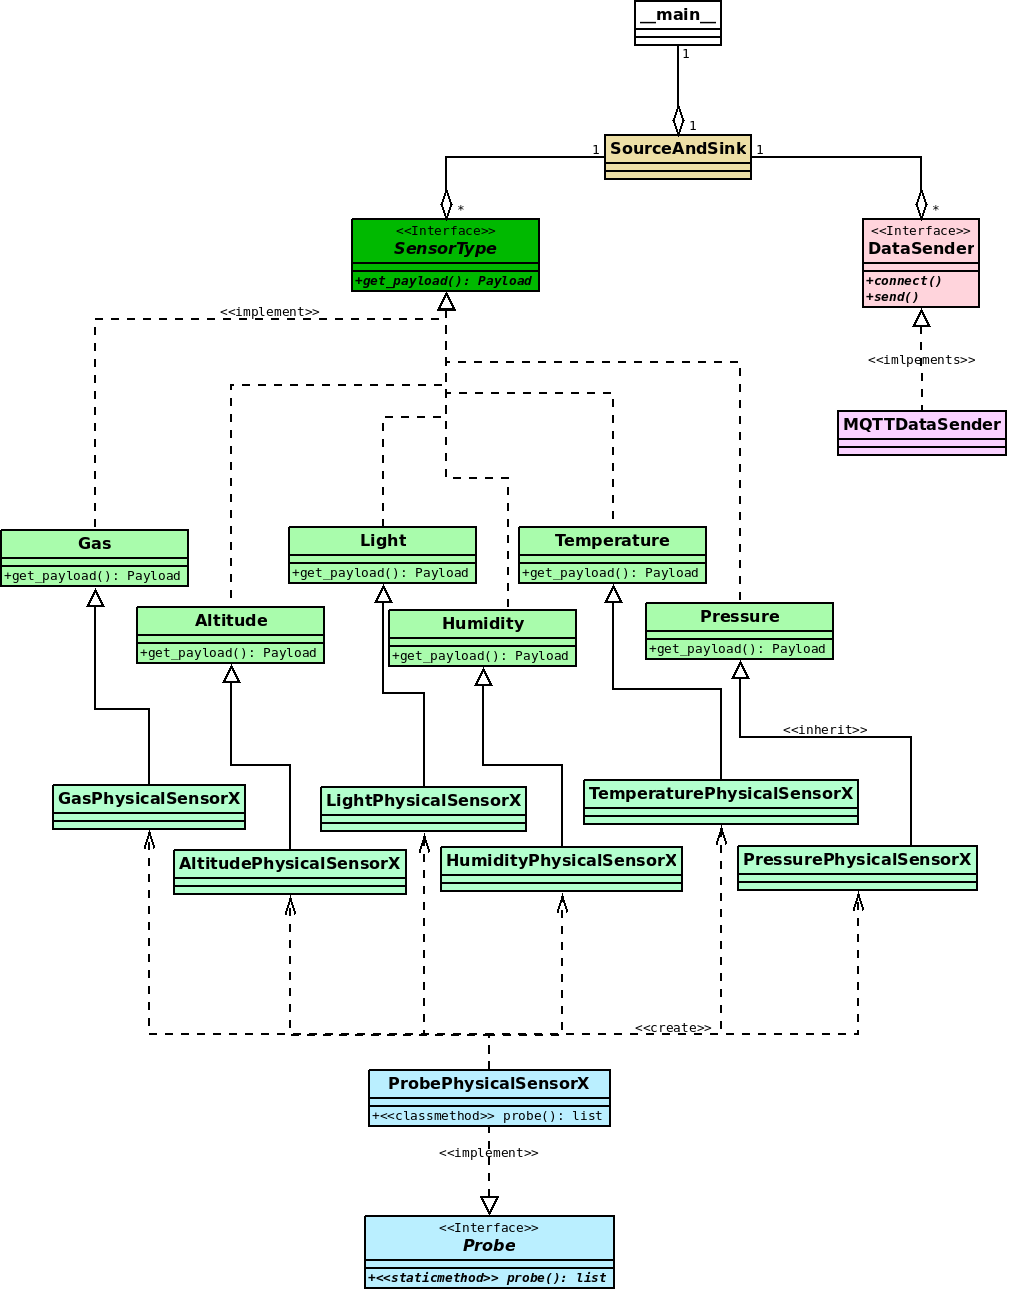 __main__
1
1
SourceAndSink
1
1
*
*
<<Interface>>
SensorType
+get_payload(): Payload
<<Interface>>
DataSender
+connect()
+send()
<<implement>>
<<imlpements>>
MQTTDataSender
Gas
+get_payload(): Payload
Light
+get_payload(): Payload
Temperature
+get_payload(): Payload
Altitude
+get_payload(): Payload
Humidity
+get_payload(): Payload
Pressure
+get_payload(): Payload
<<inherit>>
GasPhysicalSensorX
LightPhysicalSensorX
TemperaturePhysicalSensorX
AltitudePhysicalSensorX
HumidityPhysicalSensorX
PressurePhysicalSensorX
<<create>>
ProbePhysicalSensorX
+<<classmethod>> probe(): list
<<implement>>
<<Interface>>
Probe
+<<staticmethod>> probe(): list